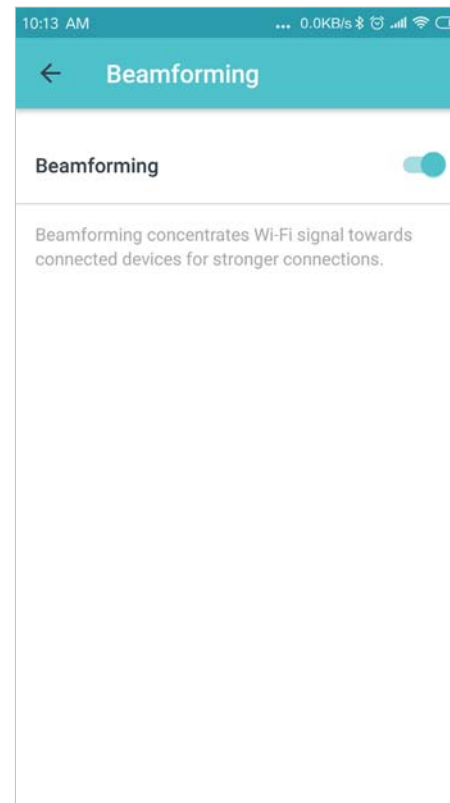 10:13 AM ... 0.0KB/s
Beamforming
Beamforming
Beamforming concentrates Wi-Fi signal towards
connected devices for stronger connections.